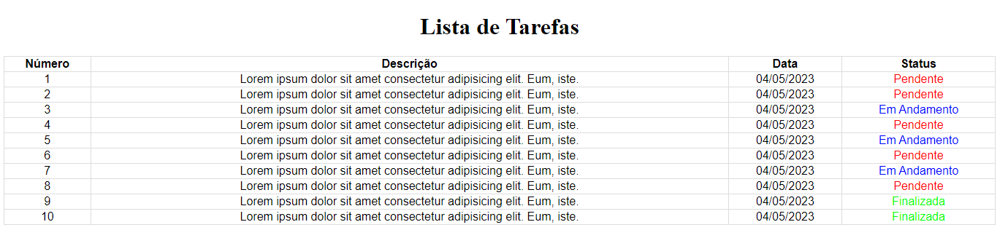 Lista de Tarefas
Número Descrição Data Status
1 Lorem ipsum dolor sit amet consectetur adipisicing elit. Eum, iste. 04/05/2023 Pendente
2 Lorem ipsum dolor sit amet consectetur adipisicing elit. Eum, iste. 04/05/2023 Pendente
3 Lorem ipsum dolor sit amet consectetur adipisicing elit. Eum, iste. 04/05/2023 Em Andamento
4 Lorem ipsum dolor sit amet consectetur adipisicing elit. Eum, iste. 04/05/2023 Pendente
5 Lorem ipsum dolor sit amet consectetur adipisicing elit. Eum, iste. 04/05/2023 Em Andamento
6 Lorem ipsum dolor sit amet consectetur adipisicing elit. Eum, iste. 04/05/2023 Pendente
7 Lorem ipsum dolor sit amet consectetur adipisicing elit. Eum, iste. 04/05/2023 Em Andamento
8 Lorem ipsum dolor sit amet consectetur adipisicing elit. Eum, iste. 04/05/2023 Pendente
9 Lorem ipsum dolor sit amet consectetur adipisicing elit. Eum, iste. 04/05/2023 Finalizada
10 Lorem ipsum dolor sit amet consectetur adipisicing elit. Eum, iste. 04/05/2023 Finalizada